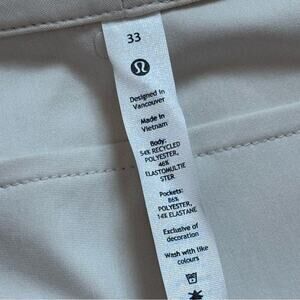 33
Designed in
Vancouver
Made in
Vietnam
Body:
54% RECYCLED
POLYESTER,
46%
ELASTOMULTIE
STER
Pockets:
86%
POLYESTER,
14% ELASTANE
Exclusive of
decoration
Wash with like
colours